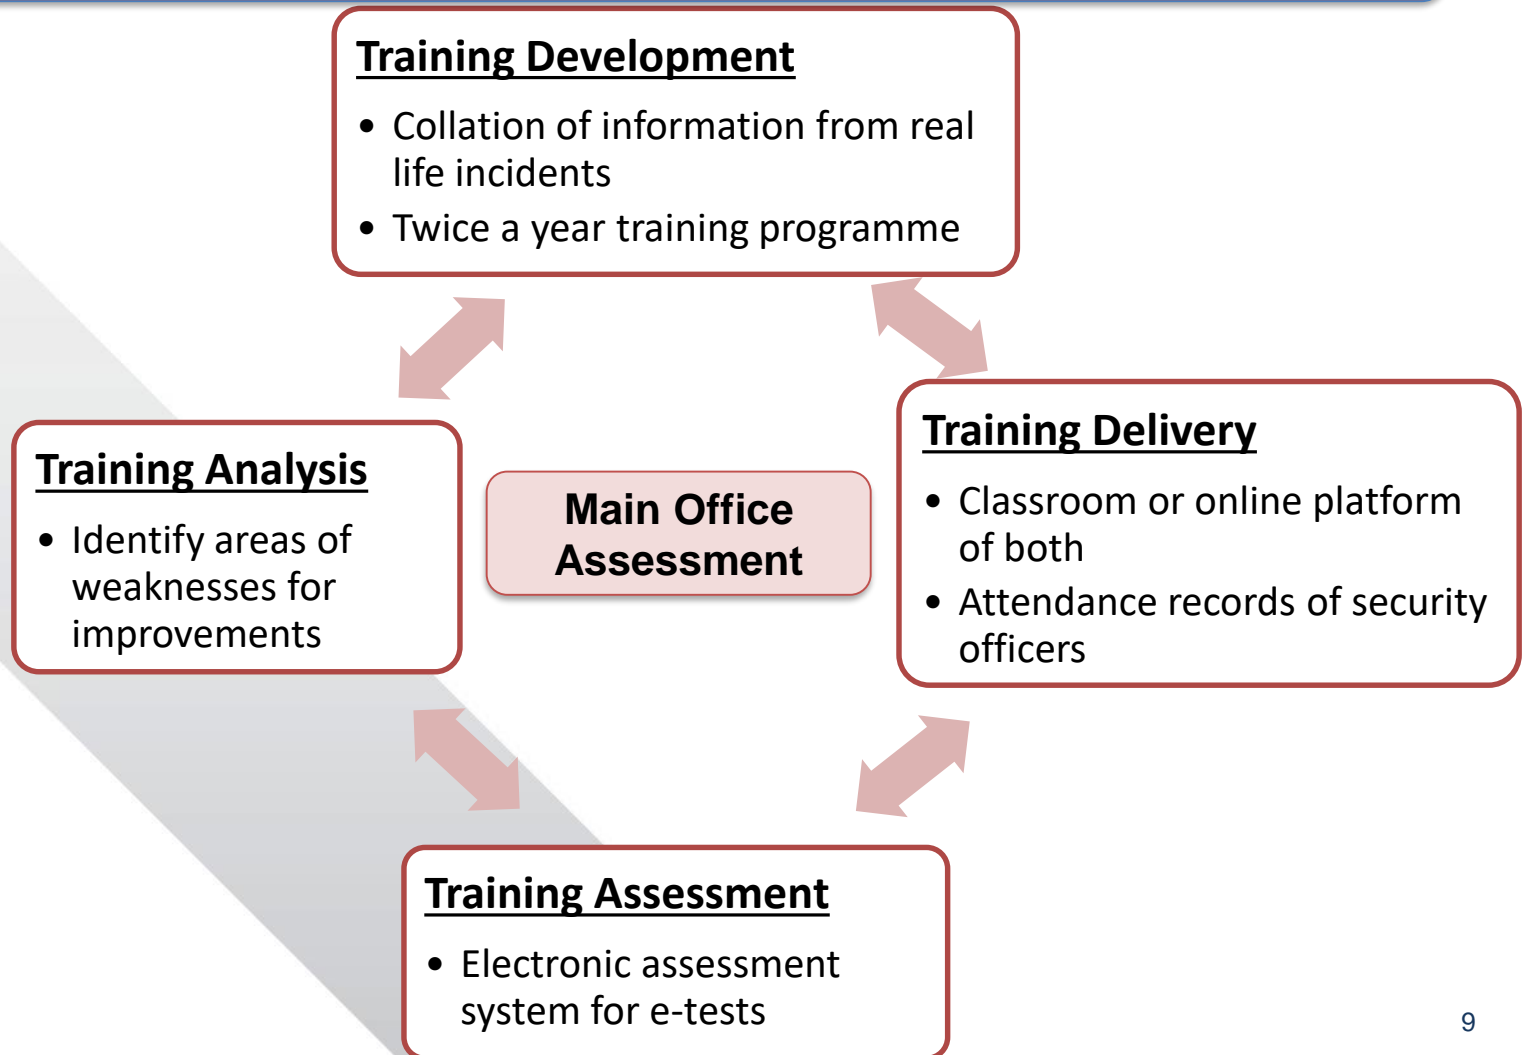 Training Development
• Collation of information from real
life incidents
• Twice a year training programme
Training Analysis
• Identify areas of
weaknesses for
improvements
Main Office
Assessment
Training Delivery
• Classroom or online platform
of both
• Attendance records of security
officers
Training Assessment
• Electronic assessment
system for e-tests
9